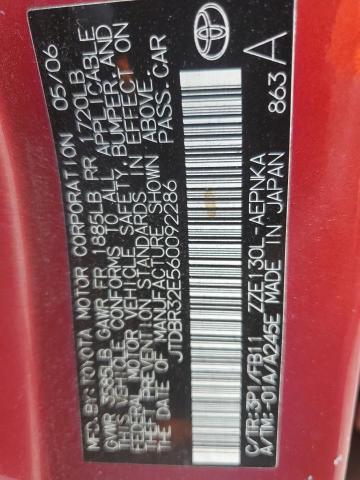 MFD. BY: TOYOTA MOTOR CORPORATION 05/06
GVWR 3585LB GAWR FR 1885LB RR 1720LB
THIS VEHICLE CONFORMS TO ALL APPLICABLE
FEDERAL MOTOR VEHICLE SAFETY, BUMPER, AND
THEFT PREVENTION STANDARDS IN EFFECT ON
THE DATE OF MANUFACTURE SHOWN ABOVE.
JTDBR32E560092286 PASS. CAR
C/TR:3P1/FB11 ZZE130L-AEPNKA
A/TM:-01A/A245E MADE IN JAPAN
863 A